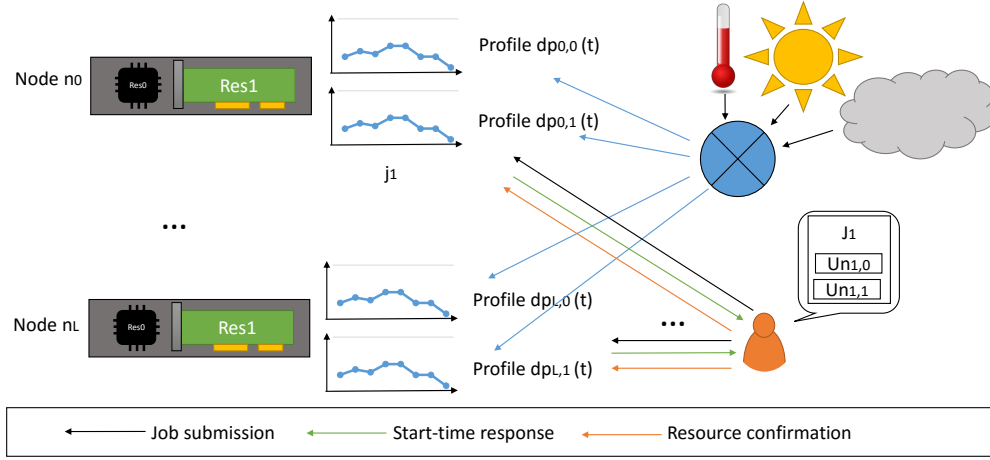 Profile dp0,0 (t)
Node n0
Res0
Res1
Profile dp0,1 (t)
j1
...
J1
Un1,0
Un1,1
Profile dpL,0 (t)
Node nL
Res0
Res1
...
Profile dpL,1 (t)
Job submission
Start-time response
Resource confirmation